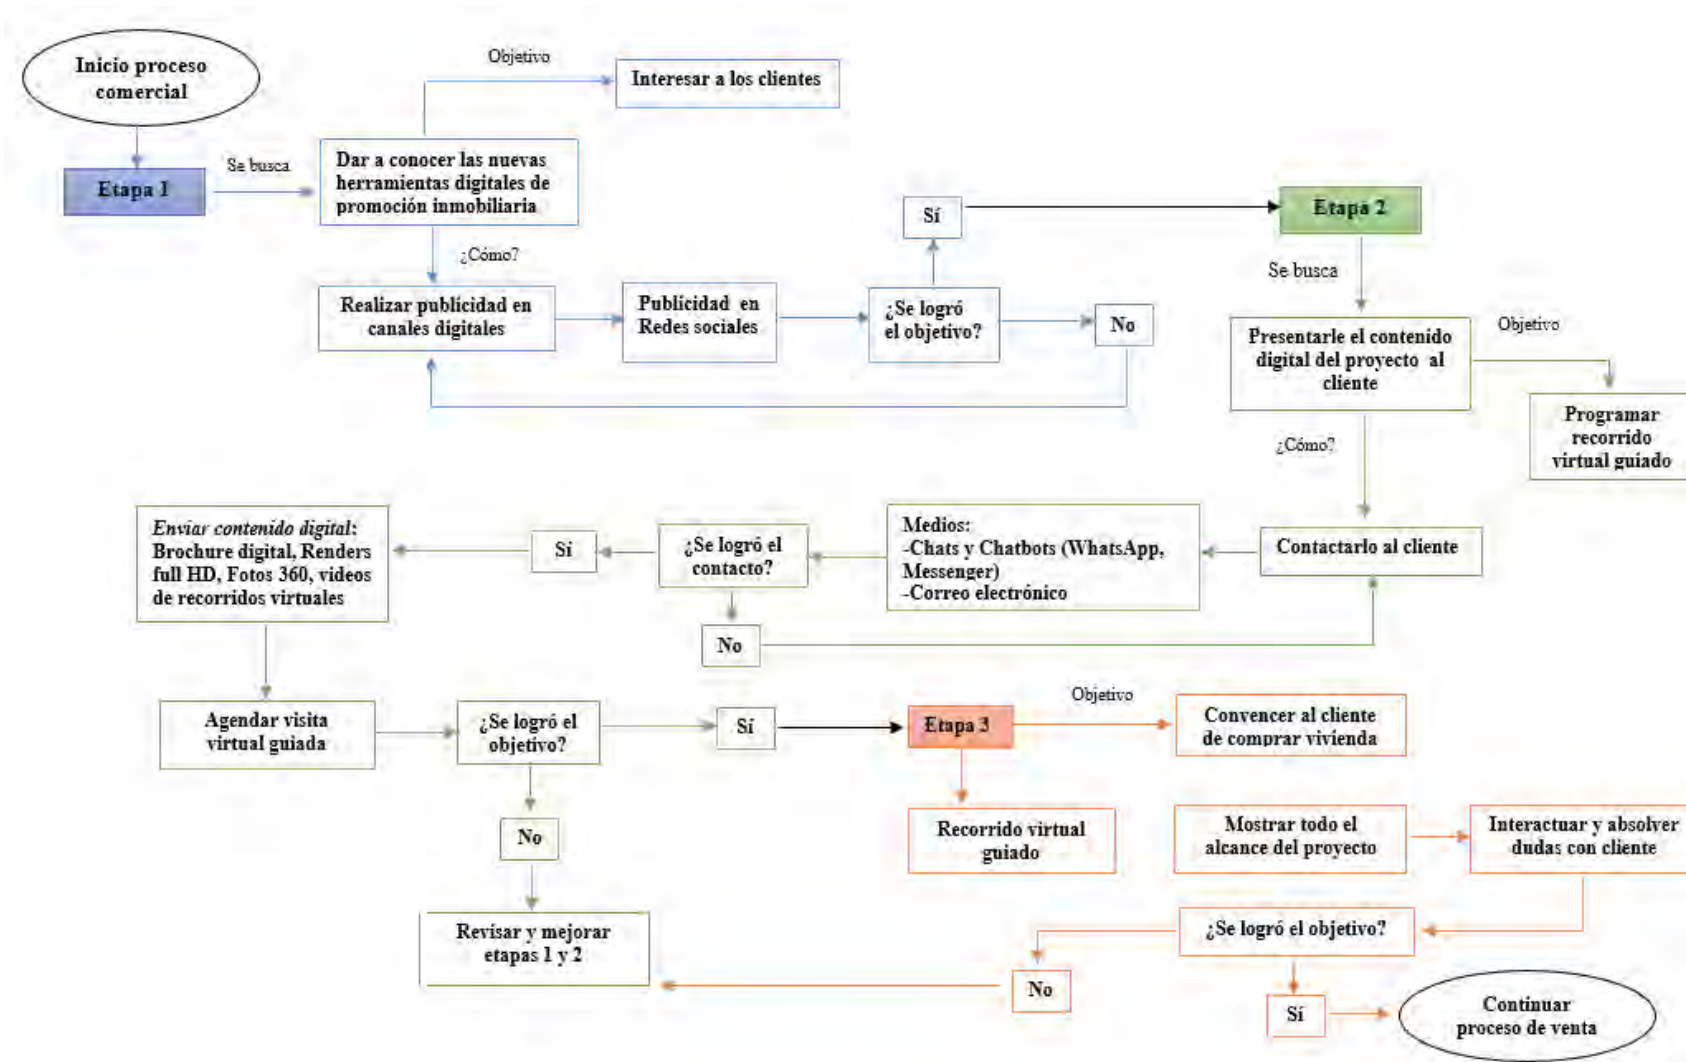 Inicio proceso
comercial
Objetivo
Interesar a los clientes
Etapa 1
Se busca
Dar a conocer las nuevas
herramientas digitales de
promoción inmobiliaria
¿Cómo?
Realizar publicidad en
canales digitales
Publicidad en
Redes sociales
¿Se logró
el objetivo?
Sí
No
Etapa 2
Se busca
Presentarle el contenido
digital del proyecto al
cliente
Objetivo
Programar
recorrido
virtual guiado
¿Cómo?
Contactarlo al cliente
Medios:
-Chats y Chatbots (WhatsApp,
Messenger)
-Correo electrónico
¿Se logró el
contacto?
Sí
No
Enviar contenido digital:
Brochure digital, Renders
full HD, Fotos 360, videos
de recorridos virtuales
Agendar visita
virtual guiada
¿Se logró el
objetivo?
Sí
No
Revisar y mejorar
etapas 1 y 2
Etapa 3
Objetivo
Convencer al cliente
de comprar vivienda
Recorrido virtual
guiado
Mostrar todo el
alcance del proyecto
Interactuar y absolver
dudas con cliente
¿Se logró el objetivo?
No
Sí
Continuar
proceso de venta